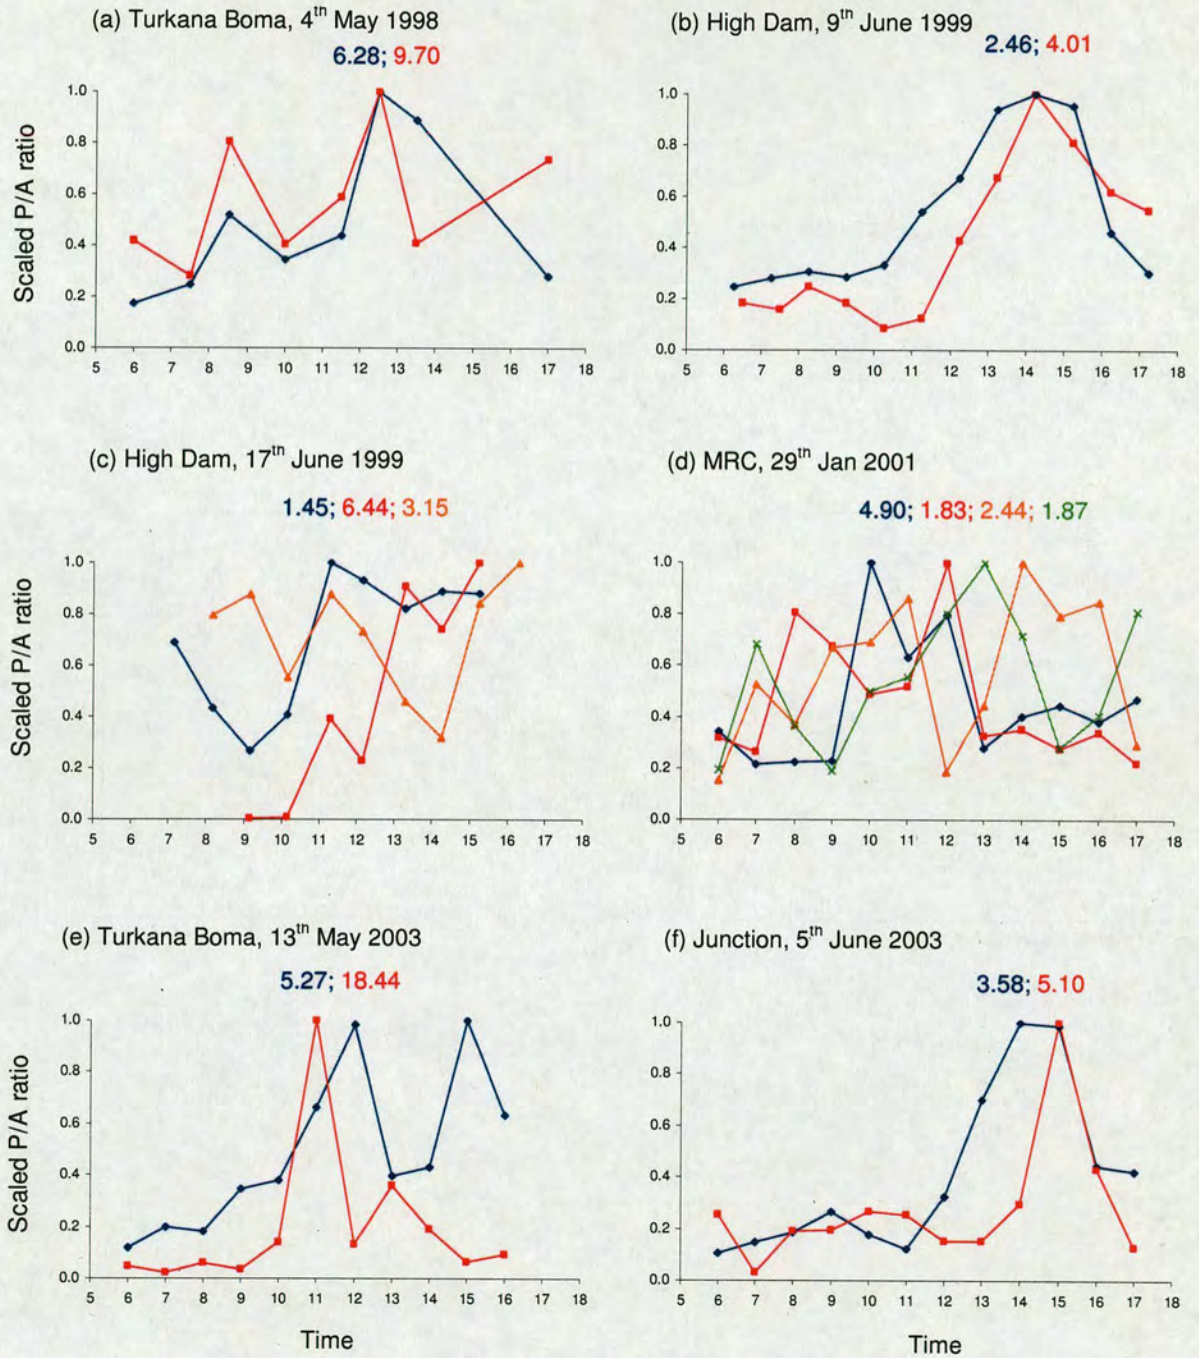 (a) Turkana Boma, 4th May 1998
6.28; 9.70
Scaled P/A ratio
1.0
0.8
0.6
0.4
0.2
0.0
5 6 7 8 9 10 11 12 13 14 15 16 17 18
(b) High Dam, 9th June 1999
2.46; 4.01
1.0
0.8
0.6
0.4
0.2
0.0
5 6 7 8 9 10 11 12 13 14 15 16 17 18
(c) High Dam, 17th June 1999
1.45; 6.44; 3.15
Scaled P/A ratio
1.0
0.8
0.6
0.4
0.2
0.0
5 6 7 8 9 10 11 12 13 14 15 16 17 18
(d) MRC, 29th Jan 2001
4.90; 1.83; 2.44; 1.87
1.0
0.8
0.6
0.4
0.2
0.0
5 6 7 8 9 10 11 12 13 14 15 16 17 18
(e) Turkana Boma, 13th May 2003
5.27; 18.44
Scaled P/A ratio
1.0
0.8
0.6
0.4
0.2
0.0
5 6 7 8 9 10 11 12 13 14 15 16 17 18
Time
(f) Junction, 5th June 2003
3.58; 5.10
1.0
0.8
0.6
0.4
0.2
0.0
5 6 7 8 9 10 11 12 13 14 15 16 17 18
Time